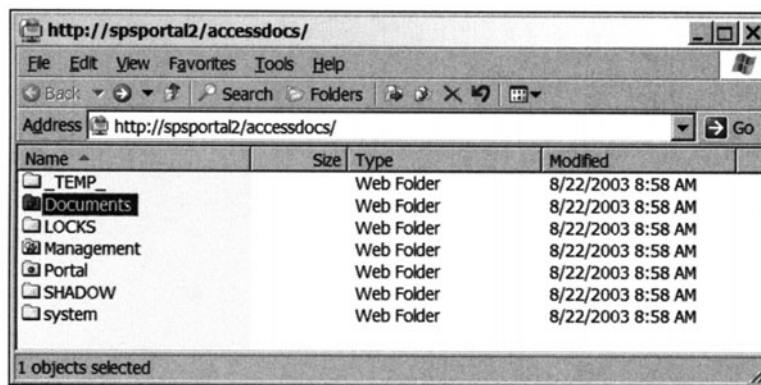 http://spsportal2/accessdocs/
File Edit View Favorites Tools Help
Back Search Folders
Address http://spsportal2/accessdocs/ Go
Name Size Type Modified
_TEMP_ Web Folder 8/22/2003 8:58 AM
Documents Web Folder 8/22/2003 8:58 AM
LOCKS Web Folder 8/22/2003 8:58 AM
Management Web Folder 8/22/2003 8:58 AM
Portal Web Folder 8/22/2003 8:58 AM
SHADOW Web Folder 8/22/2003 8:58 AM
system Web Folder 8/22/2003 8:58 AM
1 objects selected